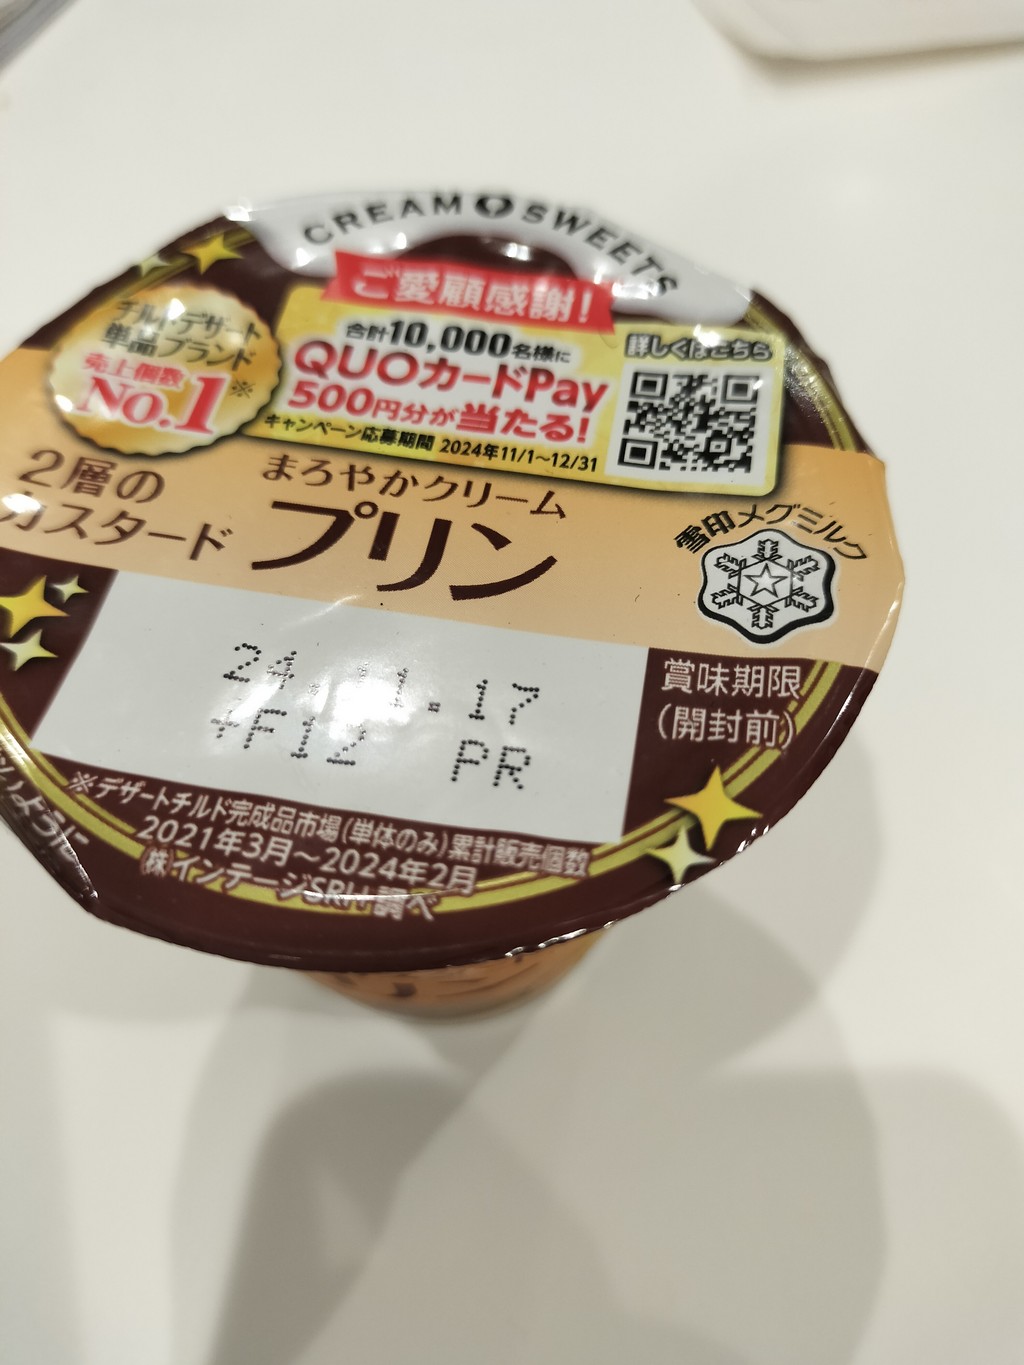 CREAM SWEETS
ご愛顧感謝!
チルドデザート
単品ブランド
売上個数
No.1※
合計10,000名様に
QUOカードPay
500円分が当たる!
キャンペーン応募期間 2024年11/1〜12/31
詳しくはこちら
2層の
カスタード
まろやかクリーム
プリン
雪印メグミルク
24.11.17
+F12 PR
賞味期限
(開封前)
※デザートチルド完成品市場(単体のみ)累計販売個数
2021年3月〜2024年2月
(株)インテージSRI+調べ
ように